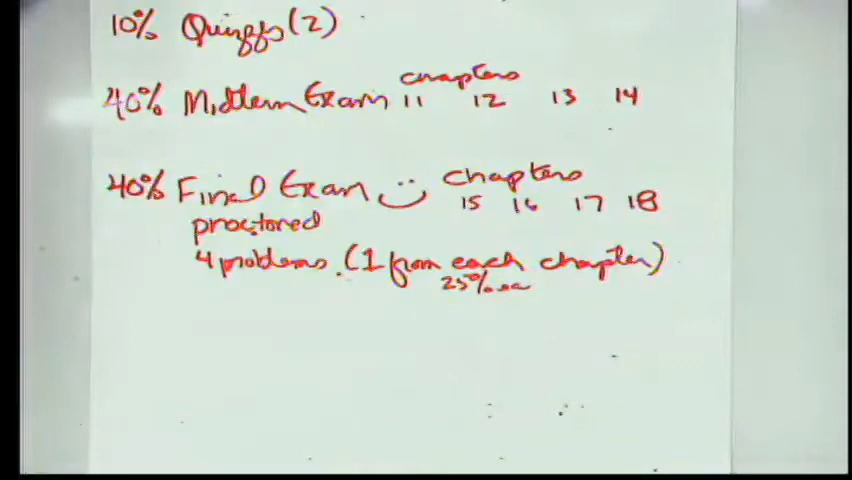 10% Quizzes (2)
chapters
40% Midterm Exam 11 12 13 14
40% Final Exam chapters
15 16 17 18
proctored
4 problems. (1 from each chapter)
25% ea